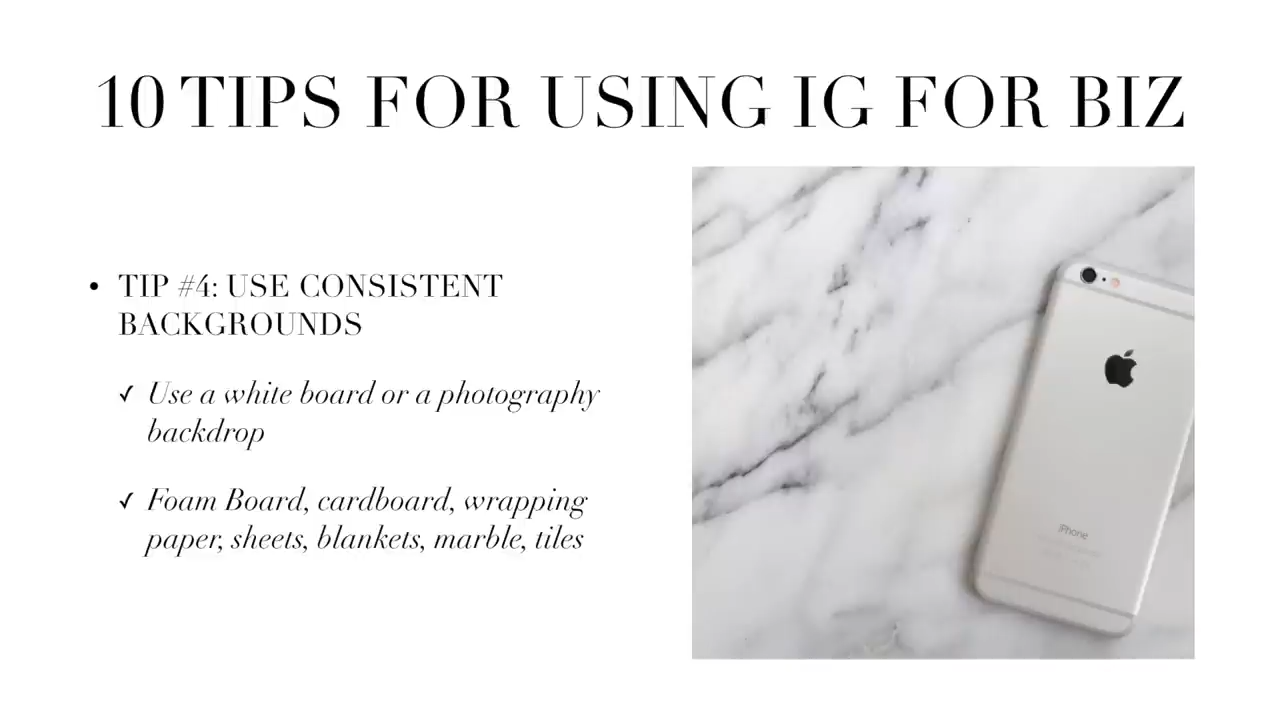 10 TIPS FOR USING IG FOR BIZ
• TIP #4: USE CONSISTENT
BACKGROUNDS
✓ Use a white board or a photography
backdrop
✓ Foam Board, cardboard, wrapping
paper, sheets, blankets, marble, tiles
iPhone